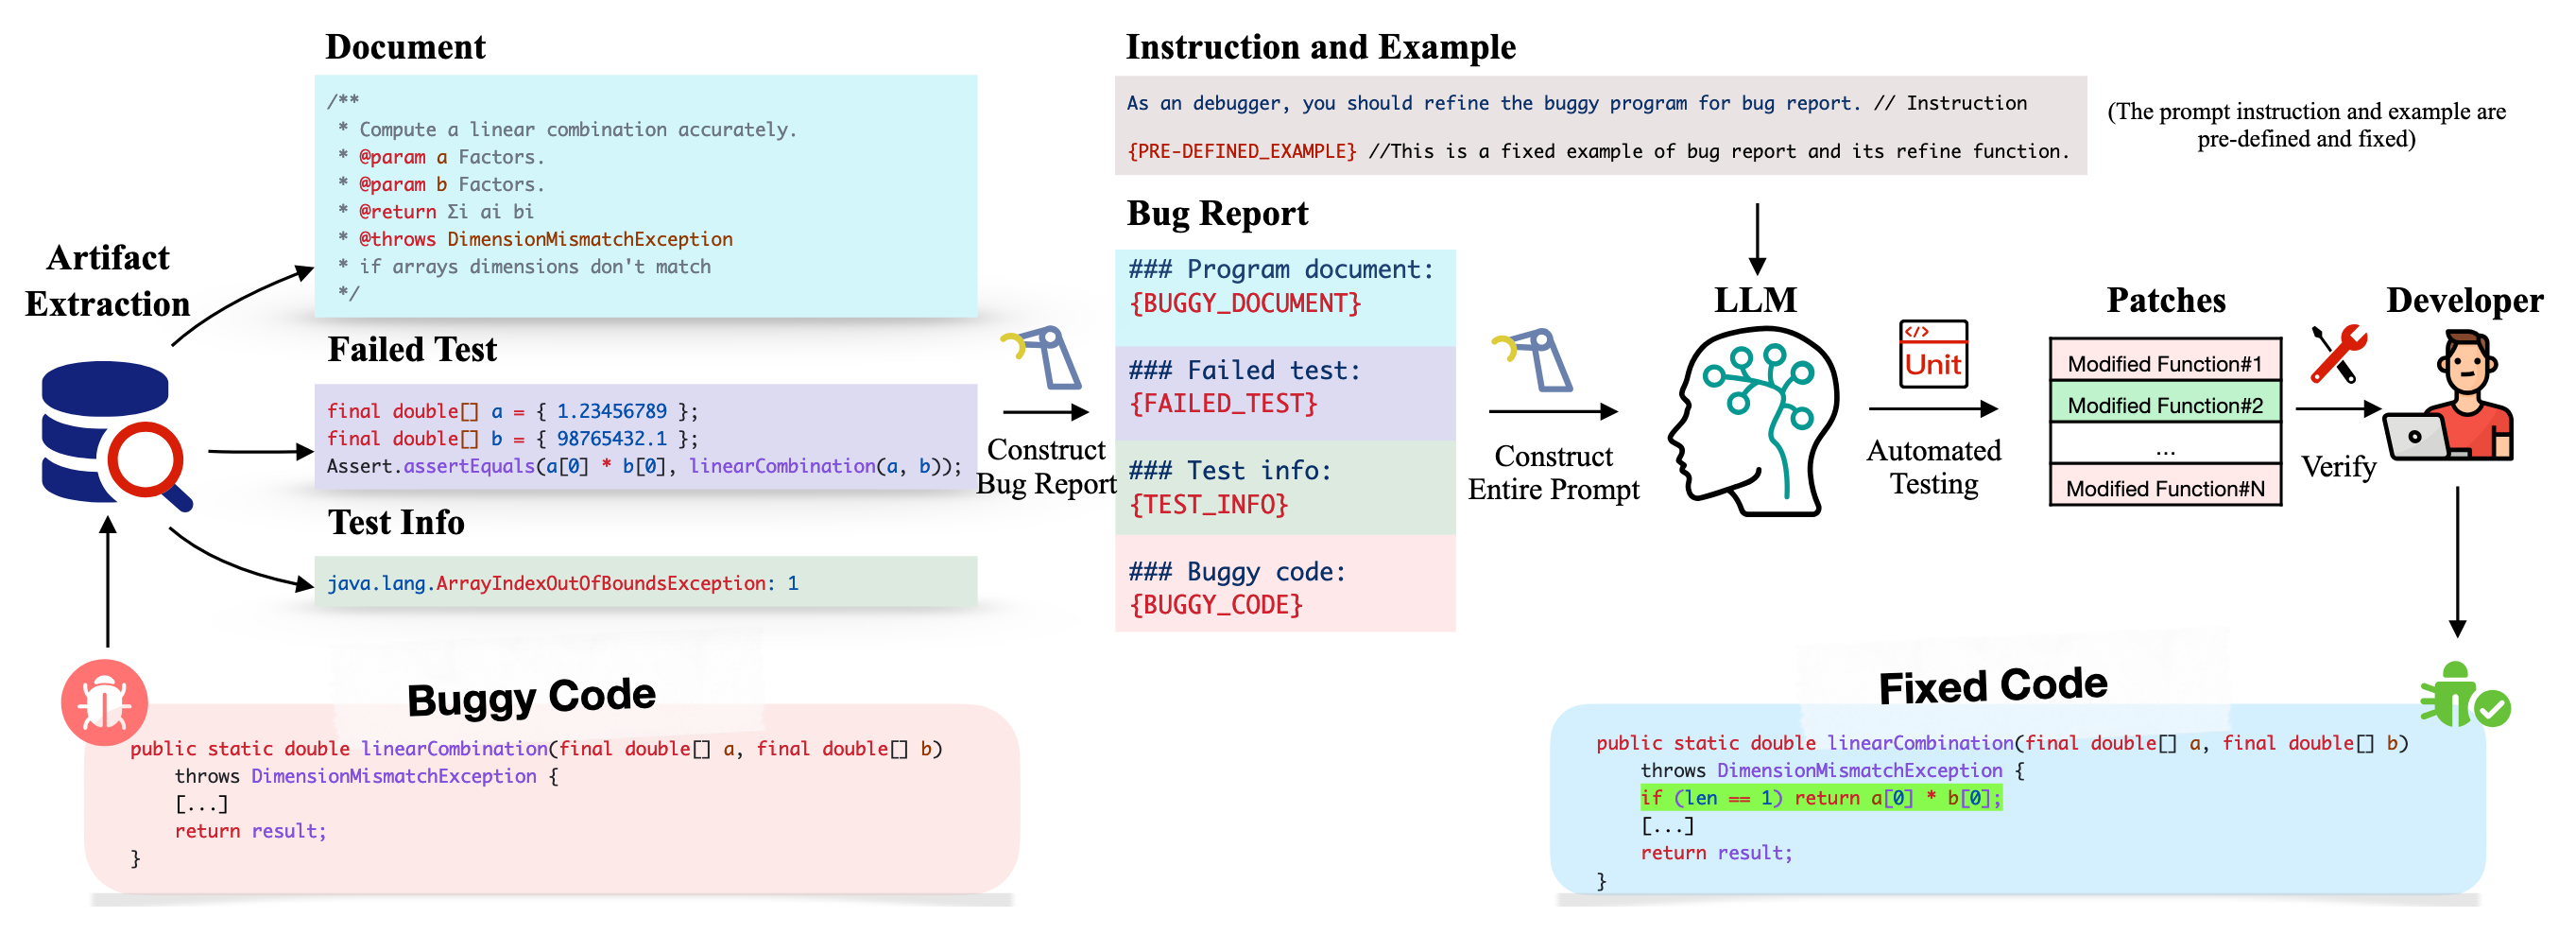 Document
/**
 * Compute a linear combination accurately.
 * @param a Factors.
 * @param b Factors.
 * @return Σi ai bi
 * @throws DimensionMismatchException
 * if arrays dimensions don't match
 */
Artifact
Extraction
Failed Test
final double[] a = { 1.23456789 };
final double[] b = { 98765432.1 };
Assert.assertEquals(a[0] * b[0], linearCombination(a, b));
Test Info
java.lang.ArrayIndexOutOfBoundsException: 1
Construct
Bug Report
Instruction and Example
As an debugger, you should refine the buggy program for bug report. // Instruction
{PRE-DEFINED_EXAMPLE} //This is a fixed example of bug report and its refine function.
(The prompt instruction and example are
pre-defined and fixed)
Bug Report
### Program document:
{BUGGY_DOCUMENT}
### Failed test:
{FAILED_TEST}
### Test info:
{TEST_INFO}
### Buggy code:
{BUGGY_CODE}
Construct
Entire Prompt
LLM
</>
Unit
Automated
Testing
Patches
Modified Function#1
Modified Function#2
...
Modified Function#N
Verify
Developer
Buggy Code
public static double linearCombination(final double[] a, final double[] b)
    throws DimensionMismatchException {
    [...]
    return result;
}
Fixed Code
public static double linearCombination(final double[] a, final double[] b)
    throws DimensionMismatchException {
    if (len == 1) return a[0] * b[0];
    [...]
    return result;
}